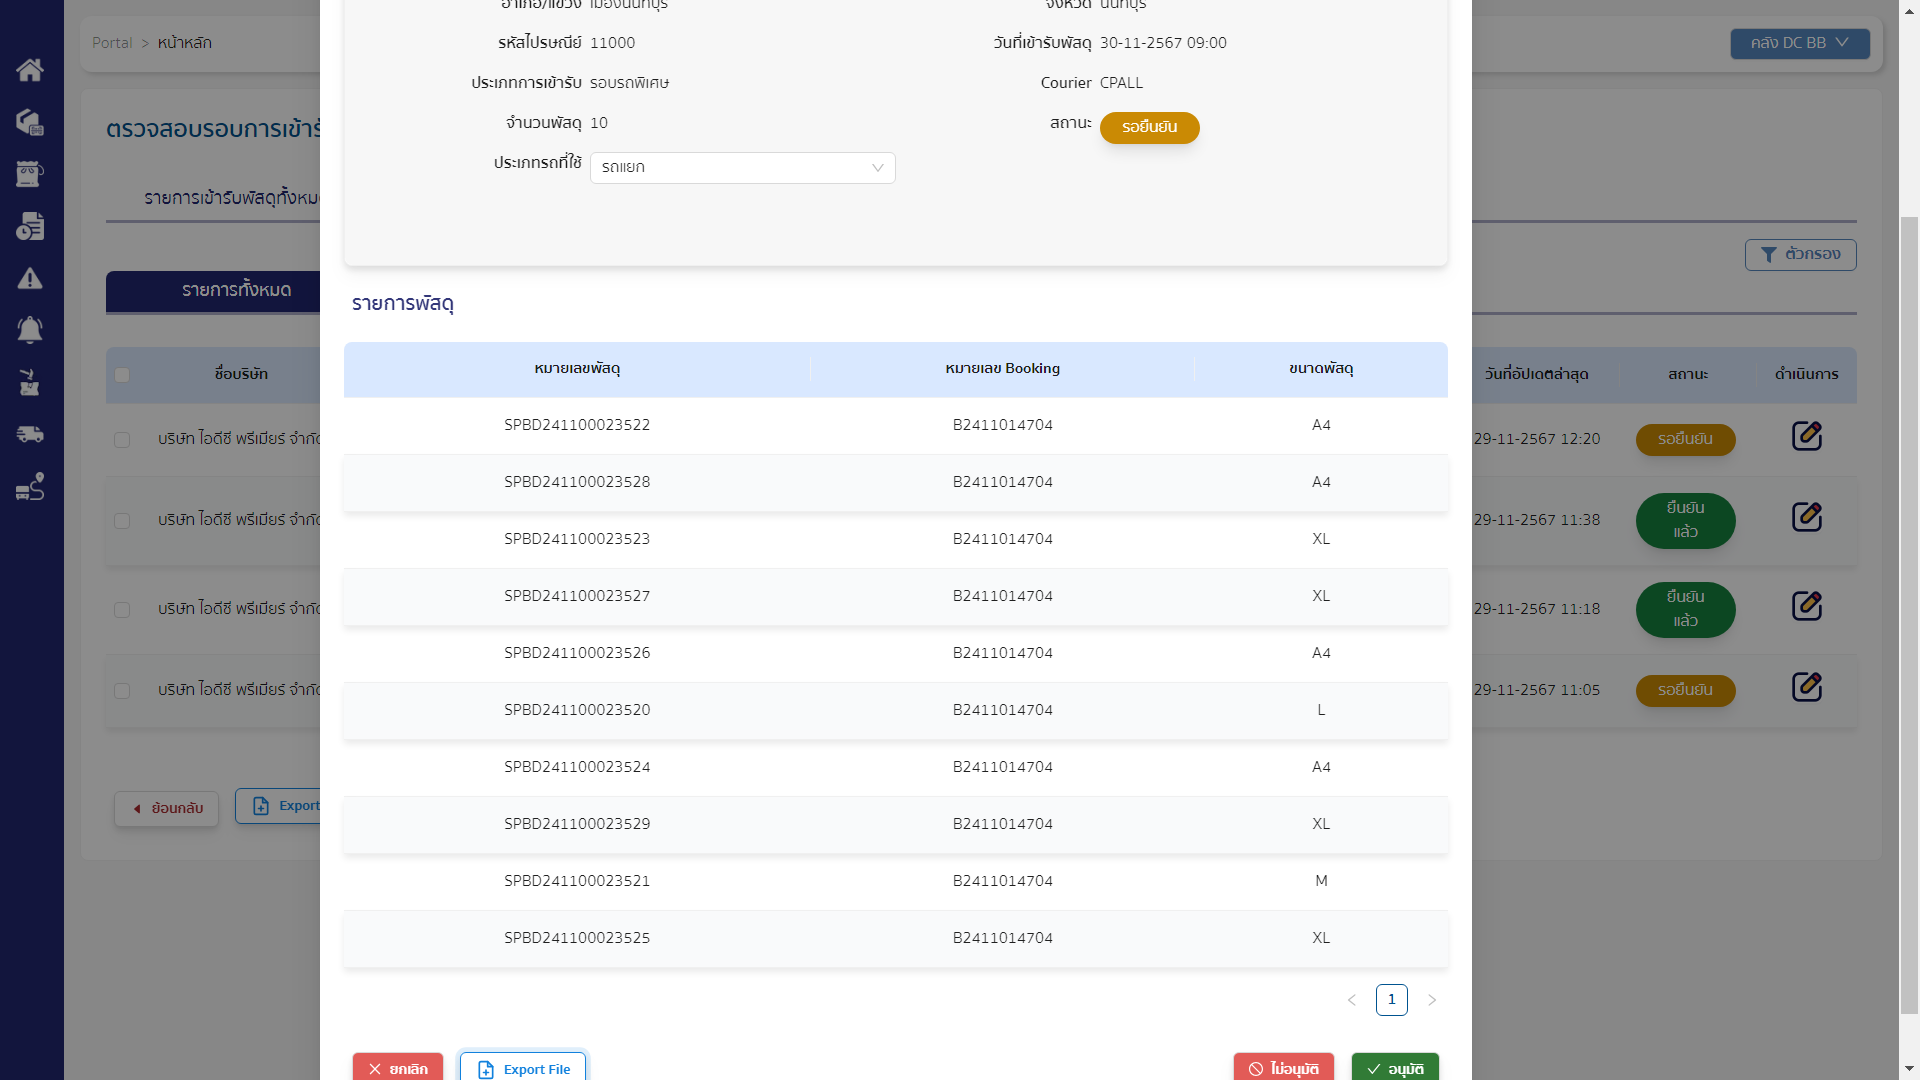 อำเภอ/แขวง เมืองนนทบุรี
จังหวัด นนทบุรี
รหัสไปรษณีย์ 11000
วันที่เข้ารับพัสดุ 30-11-2567 09:00
ประเภทการเข้ารับ รอบรถพิเศษ
Courier CPALL
จำนวนพัสดุ 10
สถานะ รอยืนยัน
ประเภทรถที่ใช้ รถแยก
Portal > หน้าหลัก
คลัง DC BB
ตรวจสอบรอบการเข้ารั
รายการเข้ารับพัสดุทั้งหม
ตัวกรอง
รายการทั้งหมด
ชื่อบริษัท
วันที่อัปเดตล่าสุด สถานะ ดำเนินการ
บริษัท ไอดีซี พรีเมียร์ จำกั
29-11-2567 12:20 รอยืนยัน
บริษัท ไอดีซี พรีเมียร์ จำกั
29-11-2567 11:38 ยืนยัน
แล้ว
บริษัท ไอดีซี พรีเมียร์ จำกั
29-11-2567 11:18 ยืนยัน
แล้ว
บริษัท ไอดีซี พรีเมียร์ จำกั
29-11-2567 11:05 รอยืนยัน
ย้อนกลับ Export
รายการพัสดุ
หมายเลขพัสดุ หมายเลข Booking ขนาดพัสดุ
SPBD241100023522 B2411014704 A4
SPBD241100023528 B2411014704 A4
SPBD241100023523 B2411014704 XL
SPBD241100023527 B2411014704 XL
SPBD241100023526 B2411014704 A4
SPBD241100023520 B2411014704 L
SPBD241100023524 B2411014704 A4
SPBD241100023529 B2411014704 XL
SPBD241100023521 B2411014704 M
SPBD241100023525 B2411014704 XL
< 1 >
ยกเลิก Export File ไม่อนุมัติ อนุมัติ